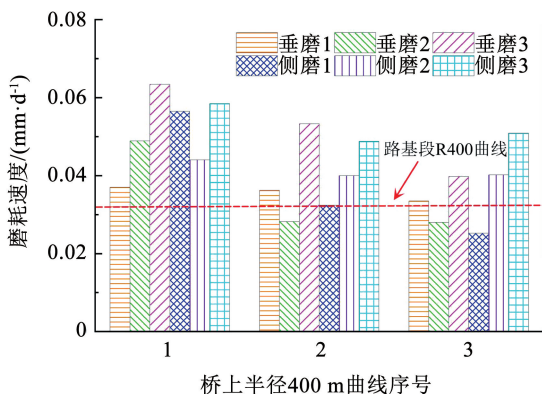 垂磨1 垂磨2 垂磨3
侧磨1 侧磨2 侧磨3
路基段R400曲线
磨耗速度/(mm·d⁻¹)
0.08
0.06
0.04
0.02
0
1 2 3
桥上半径400 m曲线序号